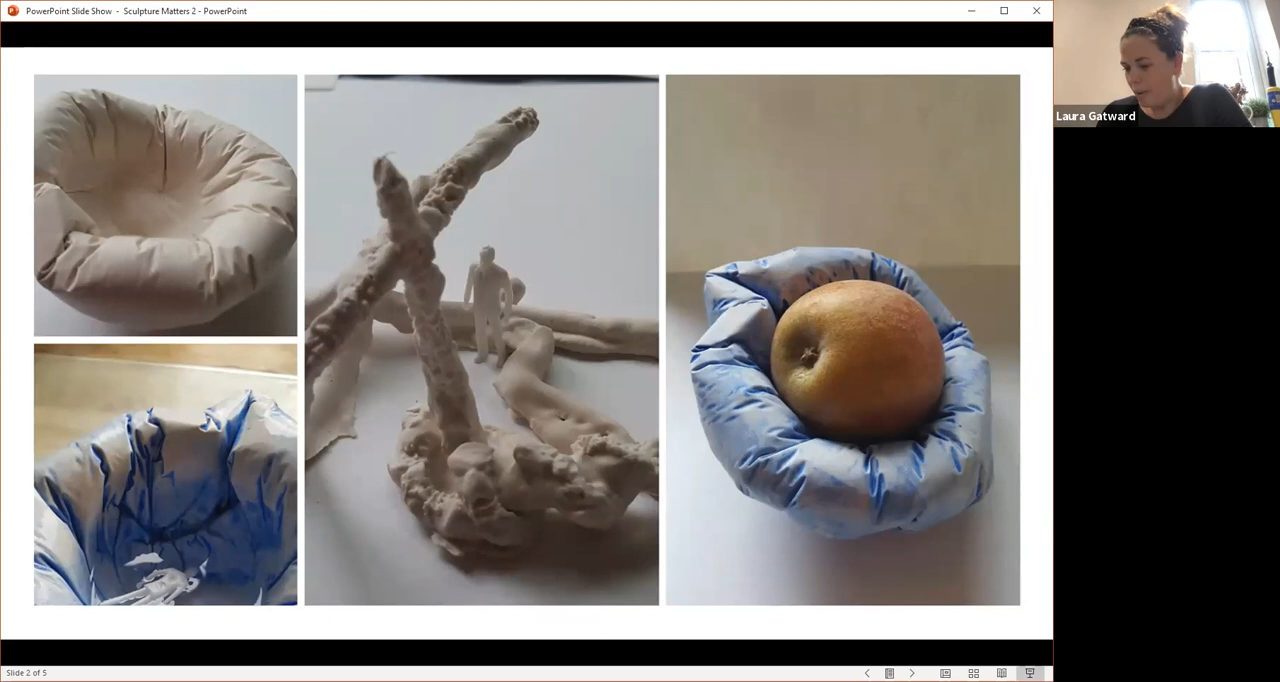 PowerPoint Slide Show - Sculpture Matters 2 - PowerPoint
Laura Gatward
Slide 2 of 5